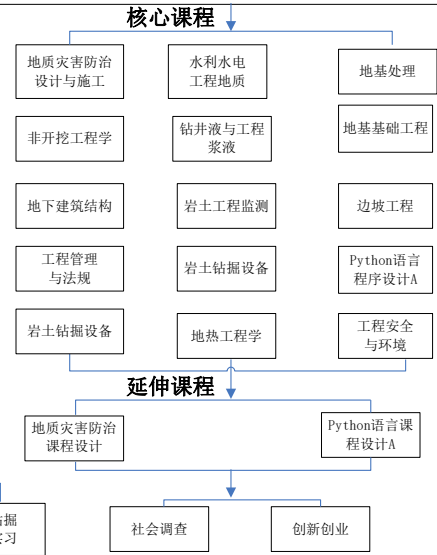 核心课程
地质灾害防治
设计与施工
水利水电
工程地质
地基处理
非开挖工程学
钻井液与工程
浆液
地基基础工程
地下建筑结构
岩土工程监测
边坡工程
工程管理
与法规
岩土钻掘设备
Python语言
程序设计A
岩土钻掘设备
地热工程学
工程安全
与环境
延伸课程
地质灾害防治
课程设计
Python语言课
程设计A
掘
习
社会调查
创新创业